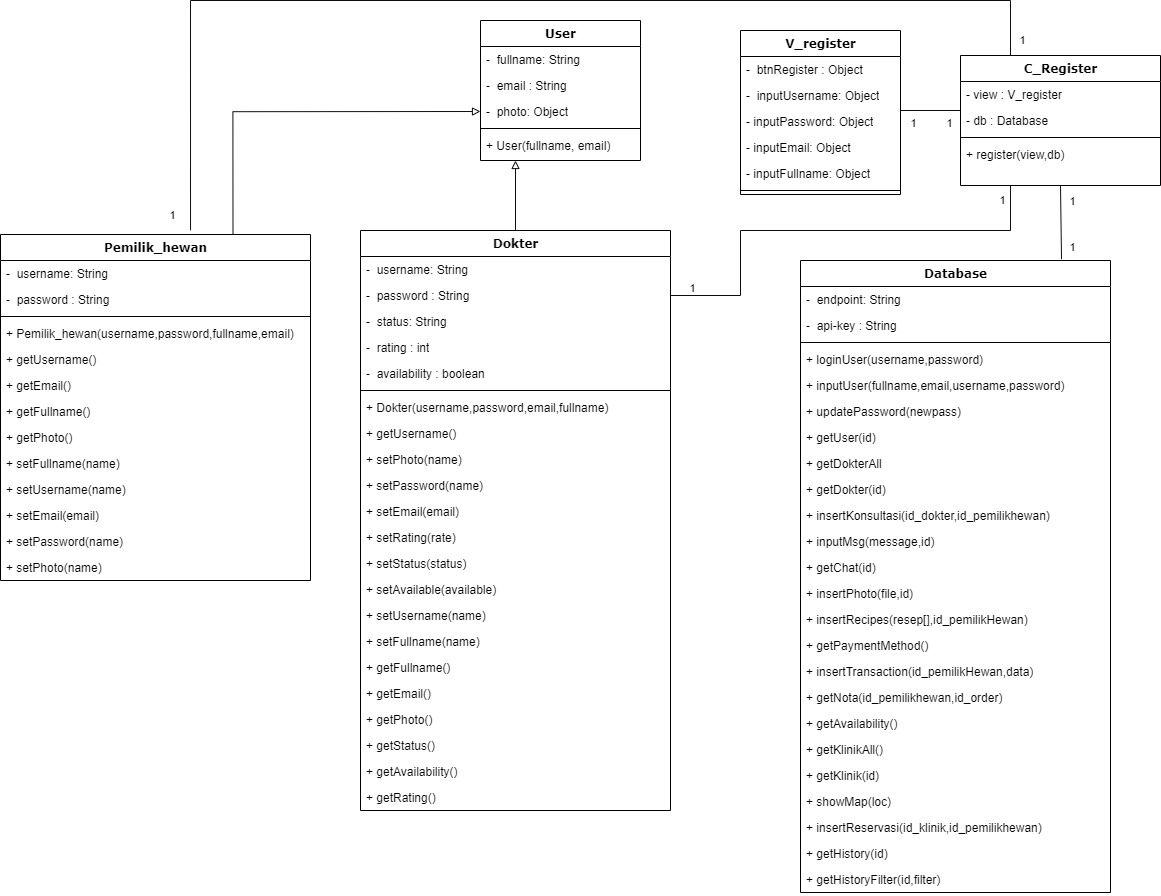 User
- fullname: String
- email : String
- photo: Object
+ User(fullname, email)
V_register
- btnRegister : Object
- inputUsername: Object
- inputPassword: Object
- inputEmail: Object
- inputFullname: Object
1
C_Register
- view : V_register
- db : Database
+ register(view,db)
1
1
1
1
1
1
1
Pemilik_hewan
- username: String
- password : String
+ Pemilik_hewan(username,password,fullname,email)
+ getUsername()
+ getEmail()
+ getFullname()
+ getPhoto()
+ setFullname(name)
+ setUsername(name)
+ setEmail(email)
+ setPassword(name)
+ setPhoto(name)
Dokter
- username: String
- password : String
- status: String
- rating : int
- availability : boolean
+ Dokter(username,password,email,fullname)
+ getUsername()
+ setPhoto(name)
+ setPassword(name)
+ setEmail(email)
+ setRating(rate)
+ setStatus(status)
+ setAvailable(available)
+ setUsername(name)
+ setFullname(name)
+ getFullname()
+ getEmail()
+ getPhoto()
+ getStatus()
+ getAvailability()
+ getRating()
Database
- endpoint: String
- api-key : String
+ loginUser(username,password)
+ inputUser(fullname,email,username,password)
+ updatePassword(newpass)
+ getUser(id)
+ getDokterAll
+ getDokter(id)
+ insertKonsultasi(id_dokter,id_pemilikhewan)
+ inputMsg(message,id)
+ getChat(id)
+ insertPhoto(file,id)
+ insertRecipes(resep[],id_pemilikHewan)
+ getPaymentMethod()
+ insertTransaction(id_pemilikHewan,data)
+ getNota(id_pemilikhewan,id_order)
+ getAvailability()
+ getKlinikAll()
+ getKlinik(id)
+ showMap(loc)
+ insertReservasi(id_klinik,id_pemilikhewan)
+ getHistory(id)
+ getHistoryFilter(id,filter)